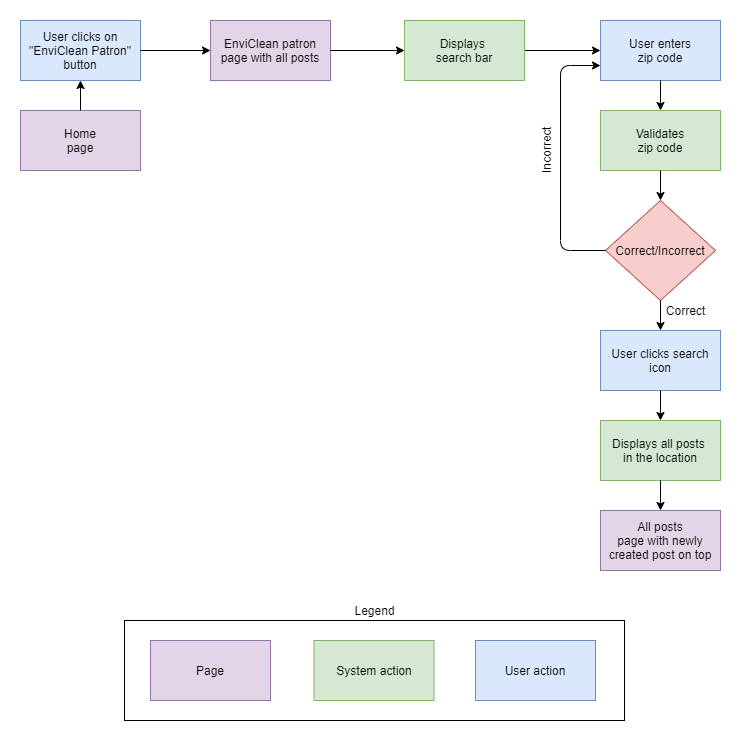 User clicks on
"EnviClean Patron"
button
EnviClean patron
page with all posts
Displays
search bar
User enters
zip code
Home
page
Incorrect
Validates
zip code
Correct/Incorrect
Correct
User clicks search
icon
Displays all posts
in the location
All posts
page with newly
created post on top
Legend
Page
System action
User action